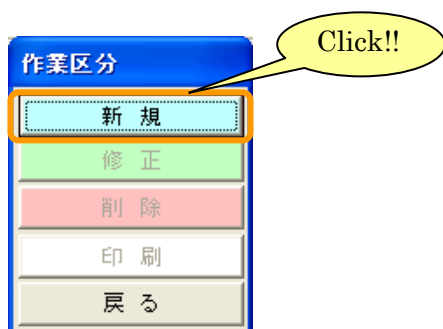 Click!!
作業区分
新 規
修 正
削 除
印 刷
戻 る